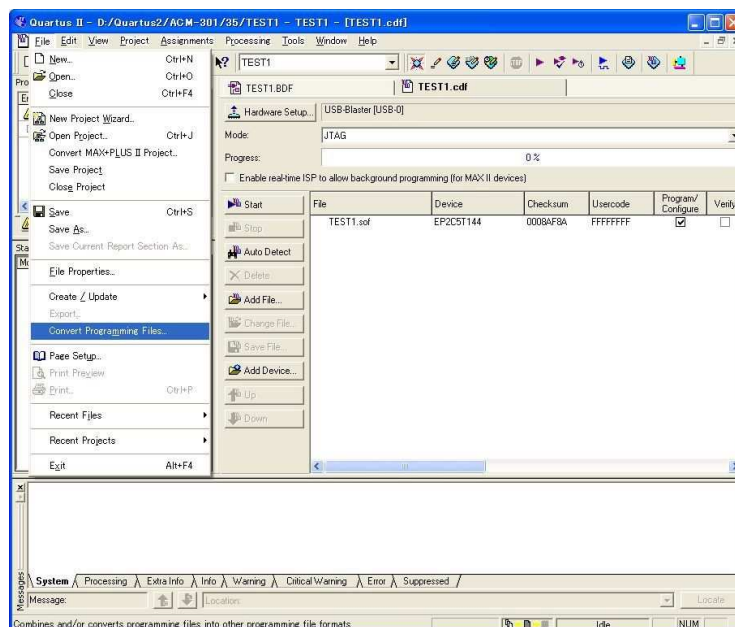 Quartus II - D:/Quartus2/ACM-301/35/TEST1 - TEST1 - [TEST1.cdf]
File Edit View Project Assignments Processing Tools Window Help
TEST1
New... Ctrl+N
Open... Ctrl+O
Close Ctrl+F4
New Project Wizard...
Open Project... Ctrl+J
Convert MAX+PLUS II Project...
Save Project
Close Project
Save Ctrl+S
Save As...
Save Current Report Section As...
File Properties...
Create / Update
Export...
Convert Programming Files...
Page Setup...
Print Preview
Print... Ctrl+P
Recent Files
Recent Projects
Exit Alt+F4
TEST1.BDF
TEST1.cdf
Hardware Setup... USB-Blaster [USB-0]
Mode: JTAG
Progress: 0 %
Enable real-time ISP to allow background programming (for MAX II devices)
Start
Stop
Auto Detect
Delete
Add File...
Change File...
Save File...
Add Device...
Up
Down
File Device Checksum Usercode Program/ Configure Verify
TEST1.sof EP2C5T144 0008AF8A FFFFFFFF
Messages
System Processing Extra Info Info Warning Critical Warning Error Suppressed
Message: Location: Locate
Combines and/or converts programming files into other programming file formats Idle NUM